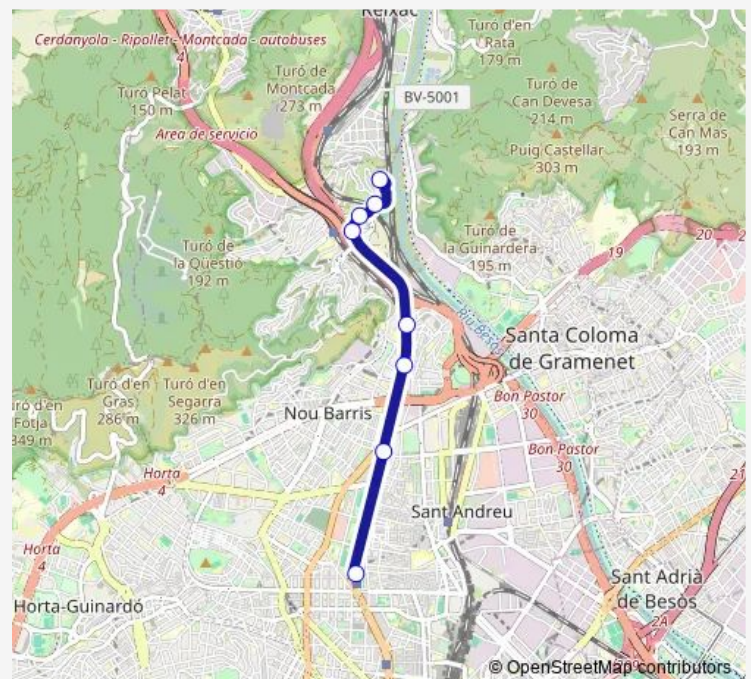 Reixac
Turó d'en
Rata
179 m
Cerdanyola - Ripollet - Montcada - autobuses
4
Turó de
Montcada
273 m
Turó Pelat
150 m
BV-5001
Turó de
Can Devesa
214 m
Serra de
Can Mas
193 m
Area de servicio
Puig Castellar
303 m
Turó de
la Guinardera
195 m
19
20
2
Turó de
la Qüestió
192 m
Riu Besòs
Santa Coloma
de Gramenet
Turó d'en
Gras
286 m
Turó d'en
Segarra
326 m
Turó d'en
Fotja
349 m
Nou Barris
Bon Pastor
30
Bon Pastor
30
Horta
4
21
Sant Andreu
Horta
4
Sant Adrià
de Besòs
Horta-Guinardó
2A
© OpenStreetMap contributors